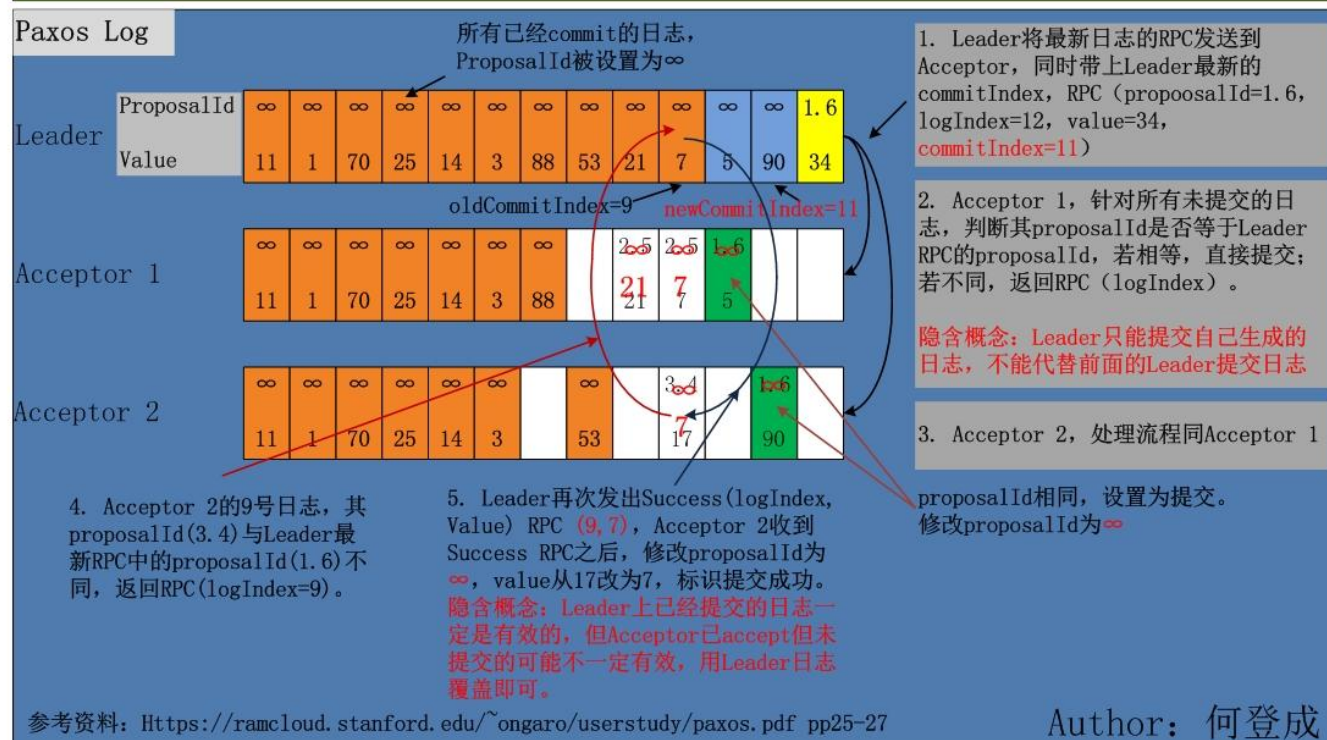 Paxos Log
所有已经commit的日志，
ProposalId被设置为∞
Leader
ProposalId
∞ ∞ ∞ ∞ ∞ ∞ ∞ ∞ ∞ ∞ ∞ ∞ 1.6
Value
11 1 70 25 14 3 88 53 21 7 5 90 34
oldCommitIndex=9
newCommitIndex=11
Acceptor 1
∞ ∞ ∞ ∞ ∞ ∞ ∞ 2.5 ∞ 2.5 ∞ 1.6 ∞
21 7
11 1 70 25 14 3 88 21 7 5
Acceptor 2
∞ ∞ ∞ ∞ ∞ ∞ ∞ 3.4 ∞ 1.6 ∞
7
11 1 70 25 14 3 53 17 90
1. Leader将最新日志的RPC发送到
Acceptor，同时带上Leader最新的
commitIndex，RPC（propoosalId=1.6，
logIndex=12，value=34，
commitIndex=11）
2. Acceptor 1，针对所有未提交的日
志，判断其proposalId是否等于Leader
RPC的proposalId，若相等，直接提交；
若不同，返回RPC（logIndex）。
隐含概念：Leader只能提交自己生成的
日志，不能代替前面的Leader提交日志
3. Acceptor 2，处理流程同Acceptor 1
proposalId相同，设置为提交。
修改proposalId为∞
4. Acceptor 2的9号日志，其
proposalId(3.4)与Leader最
新RPC中的proposalId(1.6)不
同，返回RPC(logIndex=9)。
5. Leader再次发出Success(logIndex,
Value) RPC (9,7)，Acceptor 2收到
Success RPC之后，修改proposalId为
∞，value从17改为7，标识提交成功。
隐含概念：Leader上已经提交的日志一
定是有效的，但Acceptor已accept但未
提交的可能不一定有效，用Leader日志
覆盖即可。
参考资料：Https://ramcloud.stanford.edu/~ongaro/userstudy/paxos.pdf pp25-27
Author: 何登成